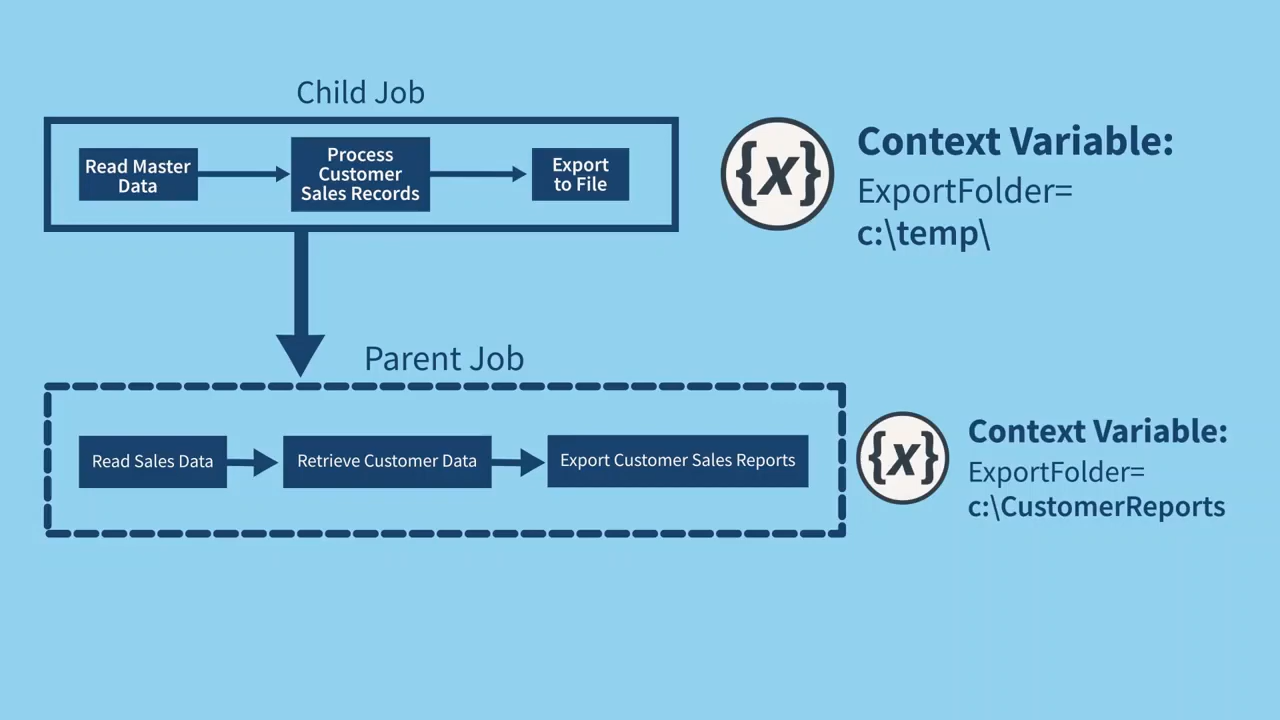 Child Job
Read Master
Data
Process
Customer
Sales Records
Export
to File
{x}
Context Variable:
ExportFolder=
c:\temp\
Parent Job
Read Sales Data
Retrieve Customer Data
Export Customer Sales Reports
{x}
Context Variable:
ExportFolder=
c:\CustomerReports